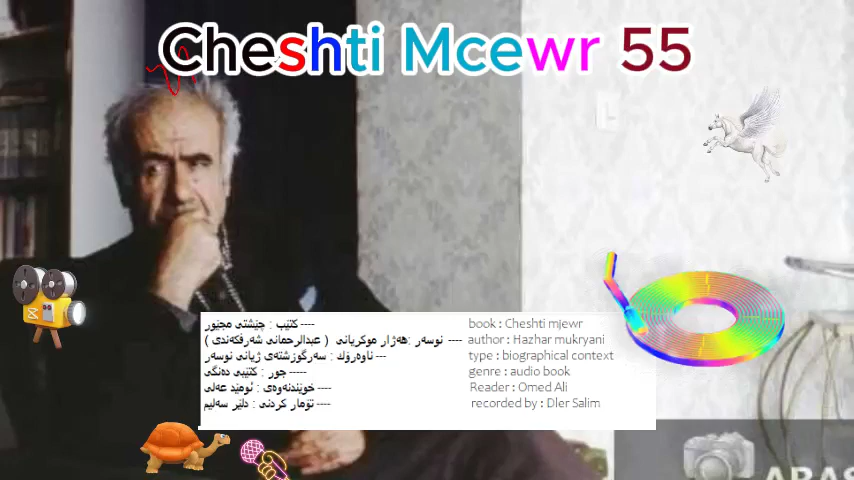 Cheshti Mcewr 55
کتێب : چێشتی مجێور ----
book : Cheshti mjewr
نوسەر :هەژار موکریانی ( عبدالرحمانی شەرفکەندی ) ----
author : Hazhar mukryani
ناوەرۆك : سەرگوزشتەی ژیانی نوسەر ---
type : biographical context
جور : کتێبی دەنگی -----
genre : audio book
خوێندنەوەی : ئومێد عەلی ----
Reader : Omed Ali
تۆمار کردنی : دلێر سەلیم ----
recorded by : Dler Salim
ARAS